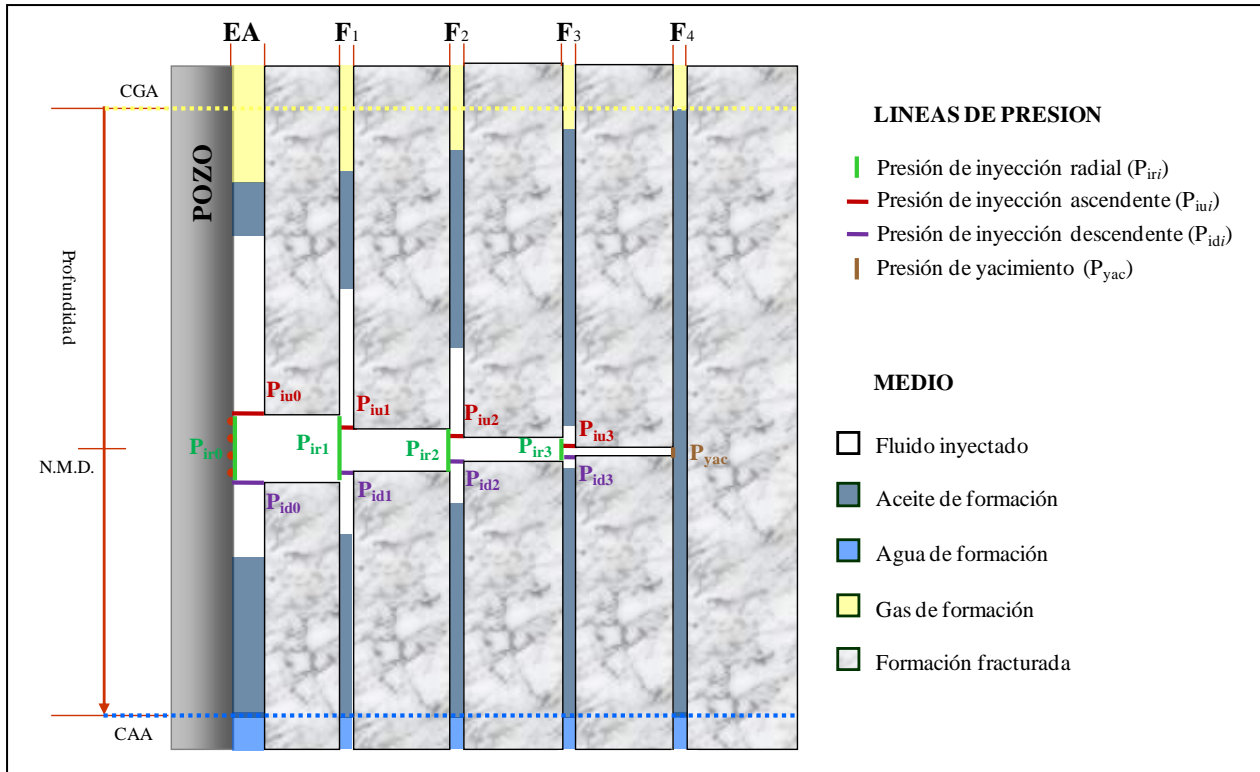 EA F1 F2 F3 F4
CGA
POZO
Profundidad
N.M.D.
CAA
Piu0
Piu1
Piu2
Piu3
Pir0
Pir1
Pir2
Pir3
Pyac
Pid0
Pid1
Pid2
Pid3
LINEAS DE PRESION
Presión de inyección radial (Piri)
Presión de inyección ascendente (Piui)
Presión de inyección descendente (Pidi)
Presión de yacimiento (Pyac)
MEDIO
Fluido inyectado
Aceite de formación
Agua de formación
Gas de formación
Formación fracturada